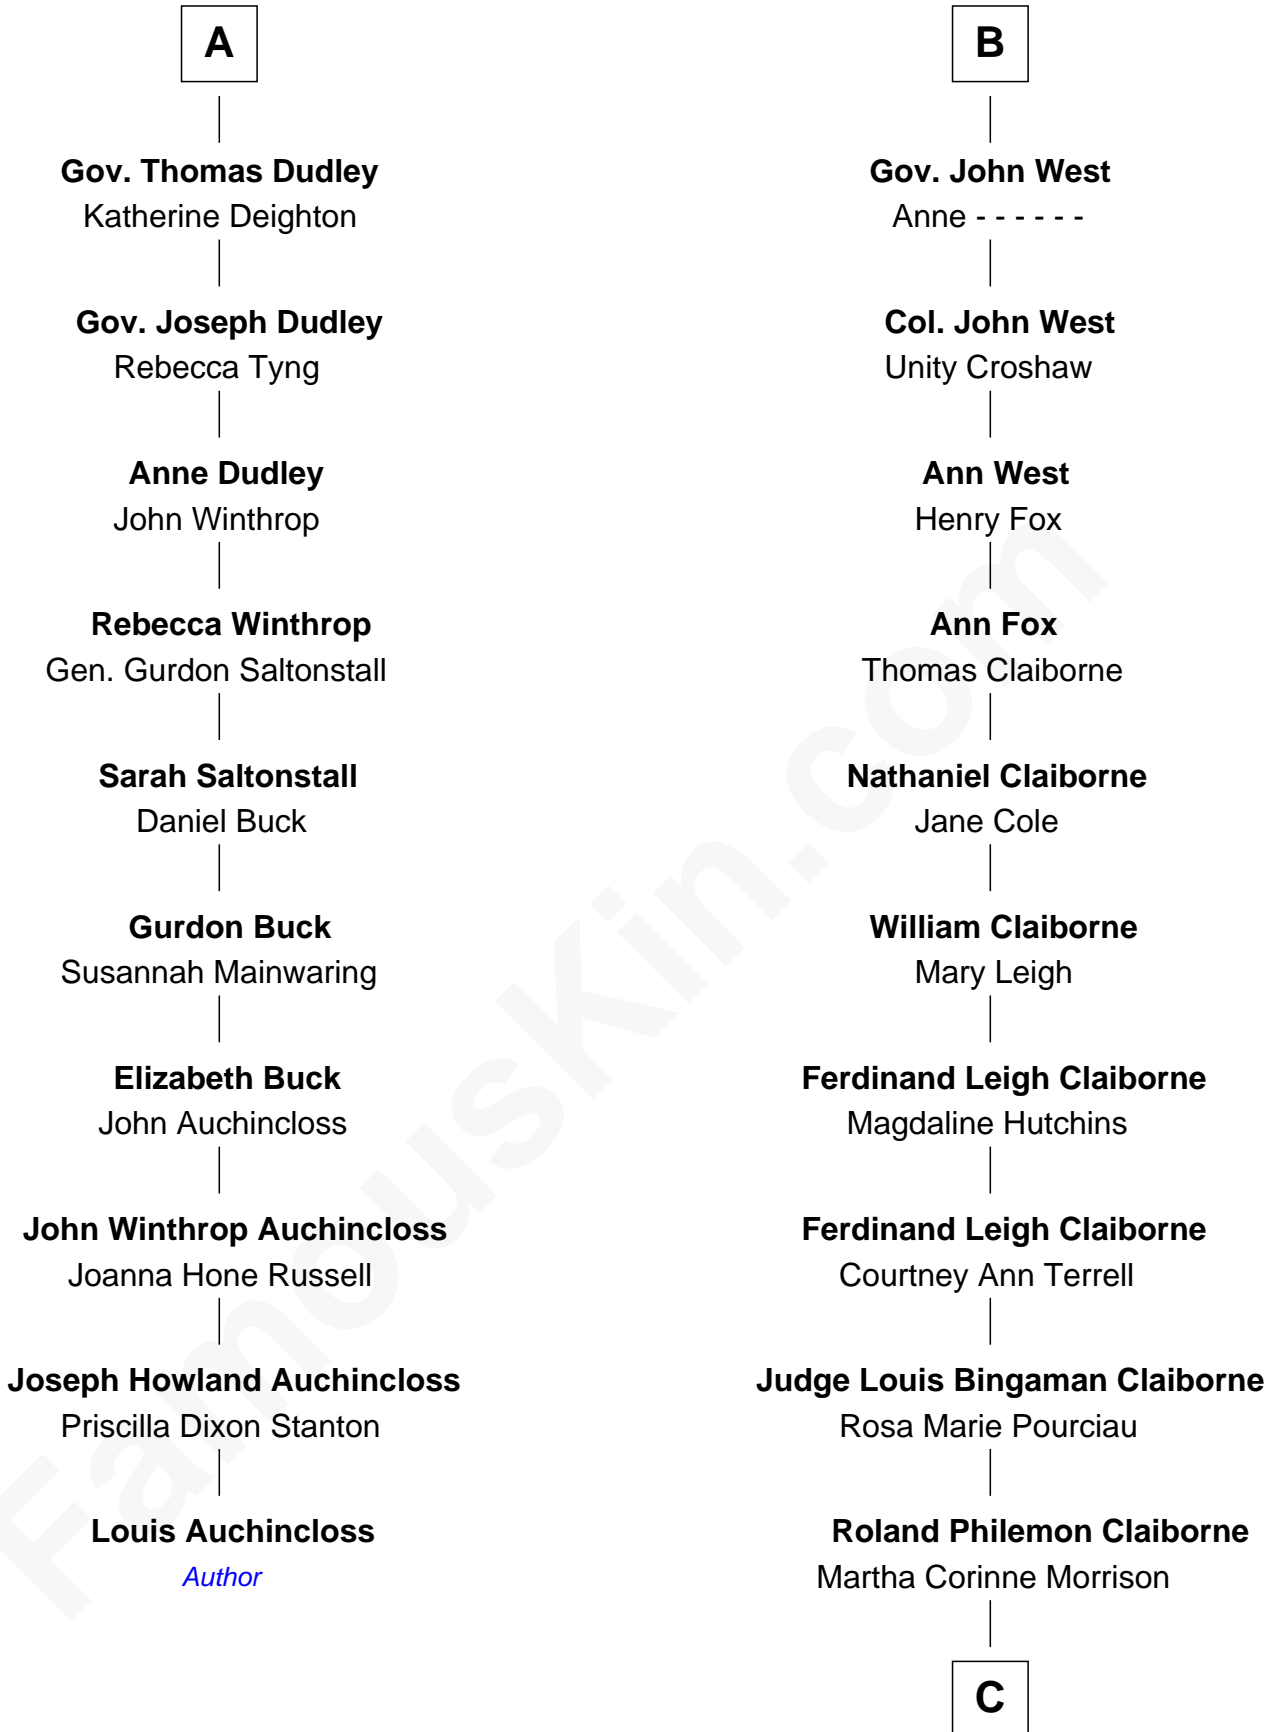 A
Gov. Thomas Dudley
Katherine Deighton
Gov. Joseph Dudley
Rebecca Tyng
Anne Dudley
John Winthrop
Rebecca Winthrop
Gen. Gurdon Saltonstall
Sarah Saltonstall
Daniel Buck
Gurdon Buck
Susannah Mainwaring
Elizabeth Buck
John Auchincloss
John Winthrop Auchincloss
Joanna Hone Russell
Joseph Howland Auchincloss
Priscilla Dixon Stanton
Louis Auchincloss
Author
B
Gov. John West
Anne - - - - - -
Col. John West
Unity Croshaw
Ann West
Henry Fox
Ann Fox
Thomas Claiborne
Nathaniel Claiborne
Jane Cole
William Claiborne
Mary Leigh
Ferdinand Leigh Claiborne
Magdaline Hutchins
Ferdinand Leigh Claiborne
Courtney Ann Terrell
Judge Louis Bingaman Claiborne
Rosa Marie Pourciau
Roland Philemon Claiborne
Martha Corinne Morrison
C
FamousKin.com